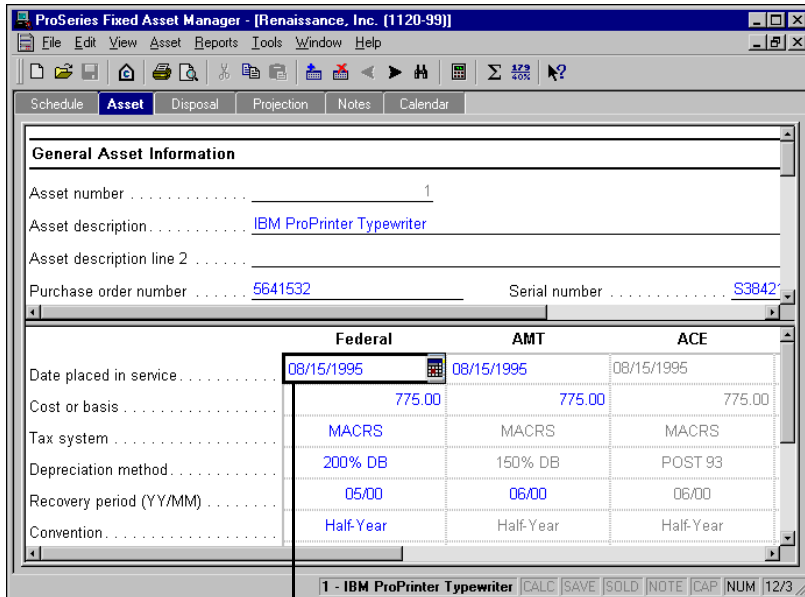 ProSeries Fixed Asset Manager - [Renaissance, Inc. (1120-99)]
File Edit View Asset Reports Tools Window Help
Schedule Asset Disposal Projection Notes Calendar
General Asset Information
Asset number . . . . . . . . . . . . . 1
Asset description . . . . . . . . . . IBM ProPrinter Typewriter
Asset description line 2 . . . . . .
Purchase order number . . . . . . 5641532 Serial number . . . . . . . . . . . . . S3842
Federal AMT ACE
Date placed in service . . . . . . . . . . 08/15/1995 08/15/1995 08/15/1995
Cost or basis . . . . . . . . . . . . . . . . 775.00 775.00 775.00
Tax system . . . . . . . . . . . . . . . . . MACRS MACRS MACRS
Depreciation method . . . . . . . . . . . 200% DB 150% DB POST 93
Recovery period (YY/MM) . . . . . . . . 05/00 06/00 06/00
Convention . . . . . . . . . . . . . . . . . . Half-Year Half-Year Half-Year
1 - IBM ProPrinter Typewriter CALC SAVE SOLD NOTE CAP NUM 12/3